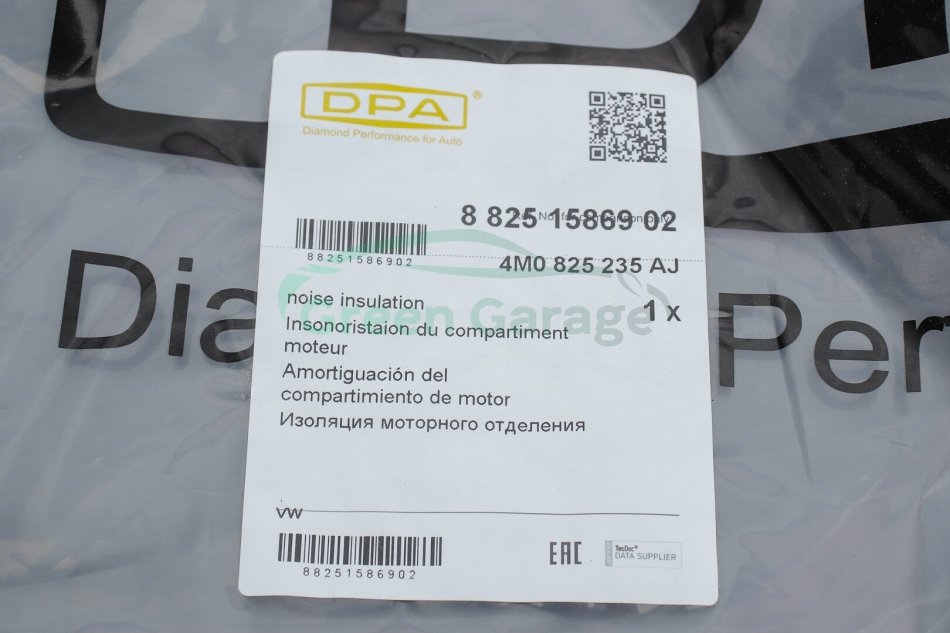 DPA®
Diamond Performance for Auto
8 825 15869 02
88251586902
4M0 825 235 AJ
1 x
noise insulation
Insonoristaion du compartiment
moteur
Amortiguación del
compartimiento de motor
Изоляция моторного отделения
VW
88251586902
EAC
TecDoc®
DATA SUPPLIER
Green Garage
Dia
Per